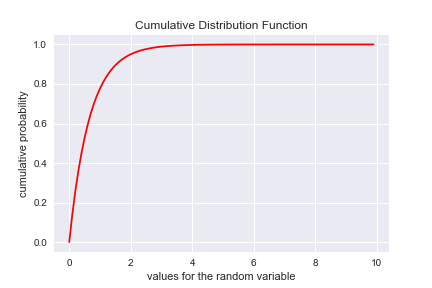 Cumulative Distribution Function
1.0
0.8
0.6
0.4
0.2
0.0
cumulative probability
0 2 4 6 8 10
values for the random variable